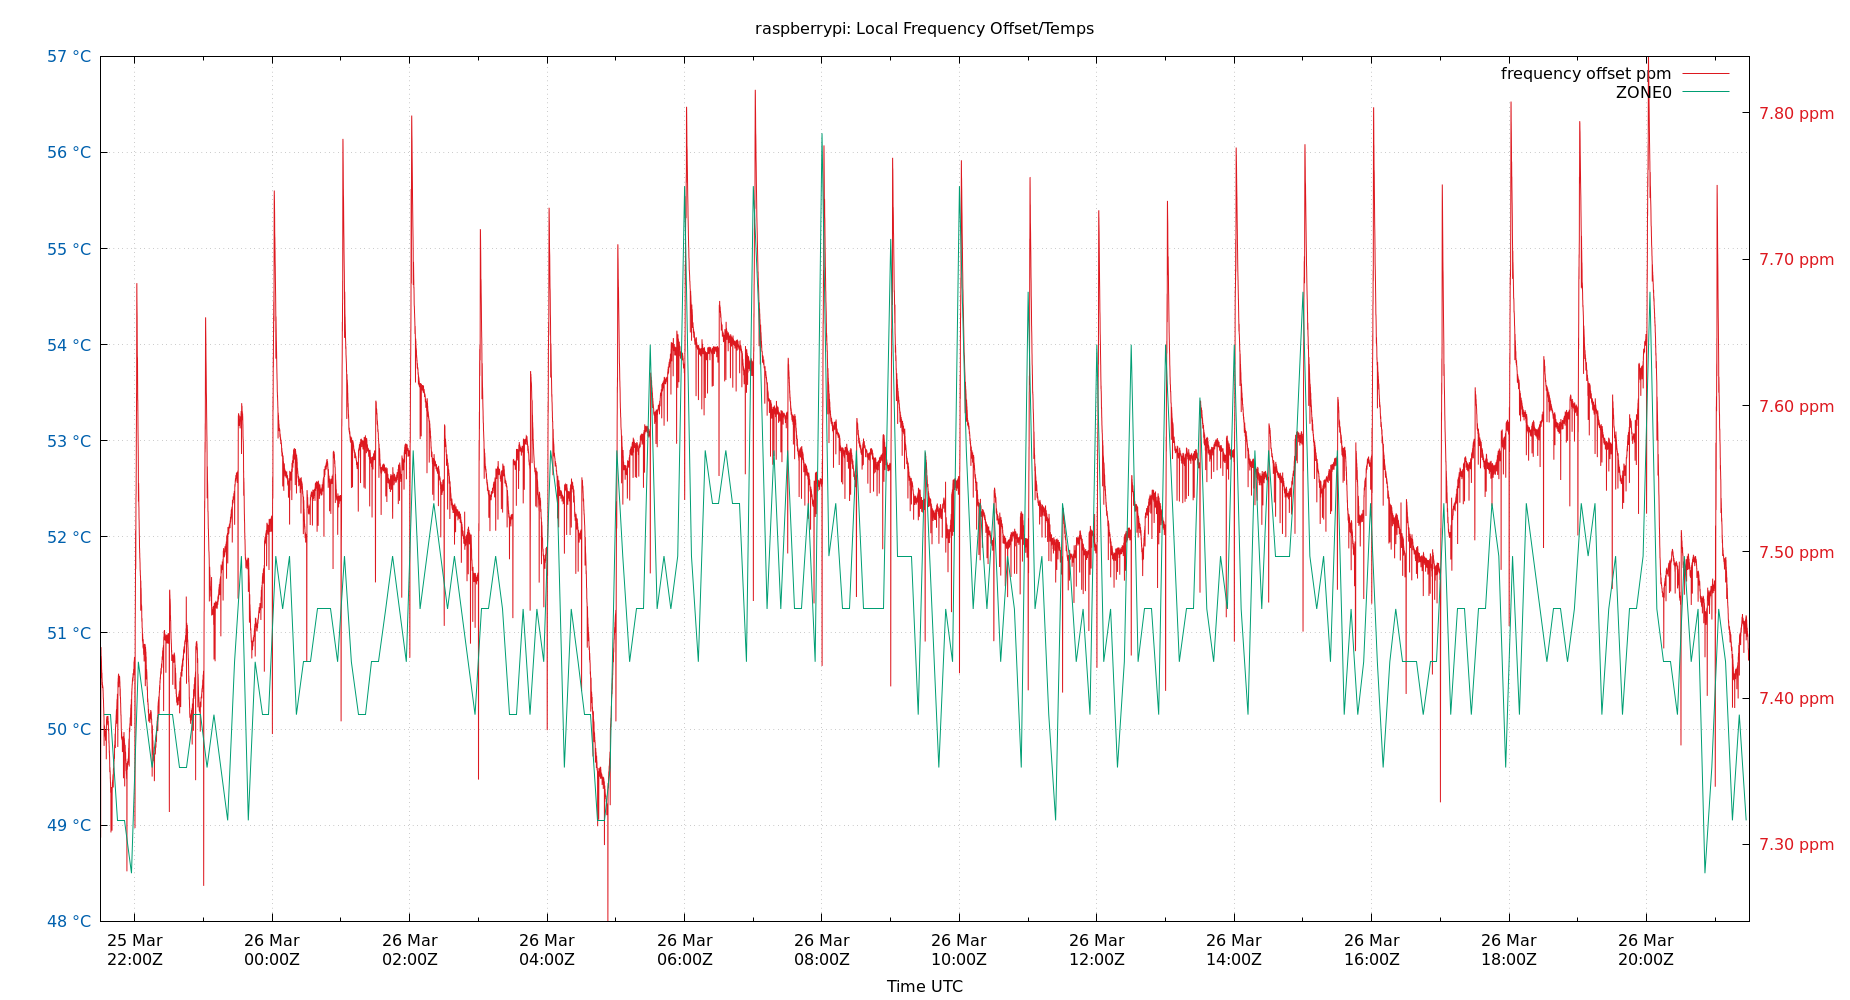 raspberrypi: Local Frequency Offset/Temps
frequency offset ppm
ZONE0
57 °C
56 °C
55 °C
54 °C
53 °C
52 °C
51 °C
50 °C
49 °C
48 °C
7.80 ppm
7.70 ppm
7.60 ppm
7.50 ppm
7.40 ppm
7.30 ppm
25 Mar
22:00Z
26 Mar
00:00Z
26 Mar
02:00Z
26 Mar
04:00Z
26 Mar
06:00Z
26 Mar
08:00Z
26 Mar
10:00Z
26 Mar
12:00Z
26 Mar
14:00Z
26 Mar
16:00Z
26 Mar
18:00Z
26 Mar
20:00Z
Time UTC